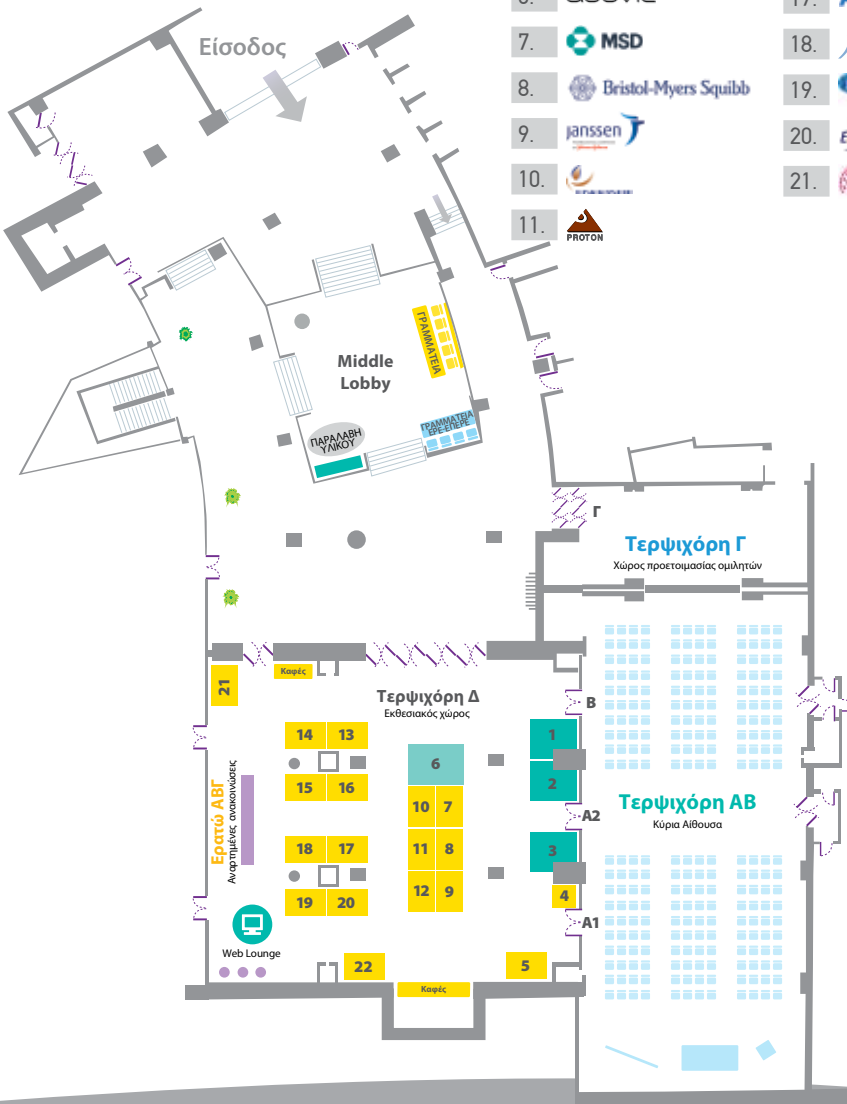 Είσοδος
6.
7. MSD
8. Bristol-Myers Squibb
9. janssen
10.
11. PROTON
17.
18.
19.
20.
21.
ΓΡΑΜΜΑΤΕΙΑ
Middle
Lobby
ΓΡΑΜΜΑΤΕΙΑ
ΕΡΕ-ΕΠΕΡΕ
ΠΑΡΑΛΑΒΗ
ΥΛΙΚΟΥ
Γ
Τερψιχόρη Γ
Χώρος προετοιμασίας ομιλητών
21
Καφές
Τερψιχόρη Δ
Εκθεσιακός χώρος
B
14 13
1
6
15 16
2
10 7
Τερψιχόρη ΑΒ
Κύρια Αίθουσα
A2
Ερατώ ΑΒΓ
Αναρτημένες ανακοινώσεις
18 17
11 8
3
12 9
4
19 20
A1
Web Lounge
22
5
Καφές